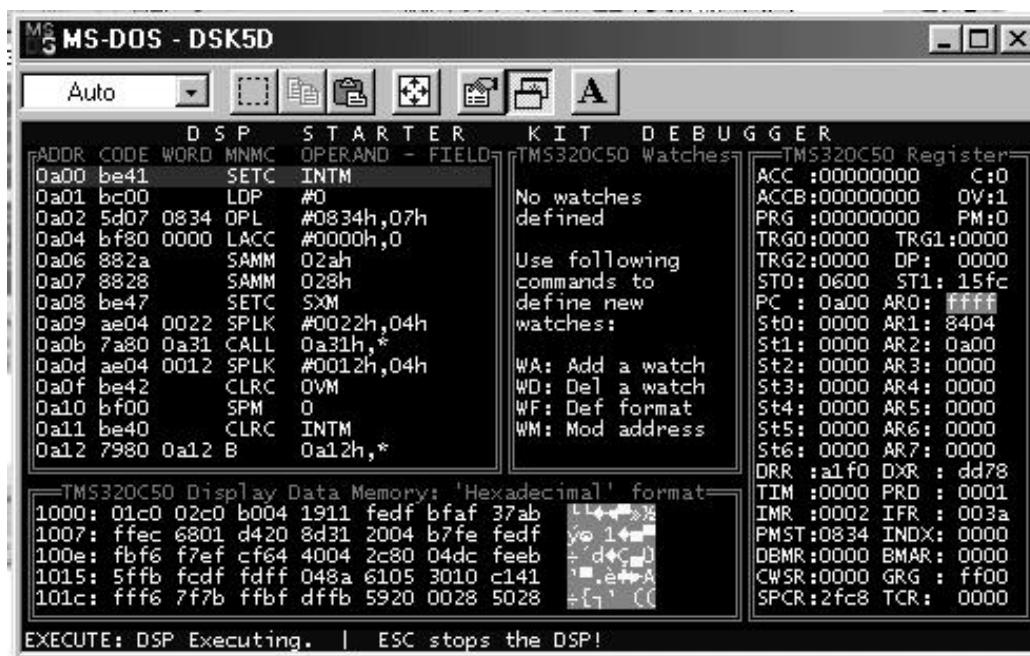 MS-DOS - DSK5D
Auto
A
DSP STARTER KIT DEBUGGER
ADDR CODE WORD MNMC OPERAND - FIELD
0a00 be41 SETC INTM
0a01 bc00 LDP #0
0a02 5d07 0834 OPL #0834h,07h
0a04 bf80 0000 LACC #0000h,0
0a06 882a SAMM 02ah
0a07 8828 SAMM 028h
0a08 be47 SETC SXM
0a09 ae04 0022 SPLK #0022h,04h
0a0b 7a80 0a31 CALL 0a31h,*
0a0d ae04 0012 SPLK #0012h,04h
0a0f be42 CLRC OVM
0a10 bf00 SPM 0
0a11 be40 CLRC INTM
0a12 7980 0a12 B 0a12h,*
TMS320C50 Watches
No watches
defined
Use following
commands to
define new
watches:
WA: Add a watch
WD: Del a watch
WF: Def format
WM: Mod address
TMS320C50 Register
ACC :00000000 C:0
ACCB:00000000 OV:1
PRG :00000000 PM:0
TRG0:0000 TRG1:0000
TRG2:0000 DP: 0000
ST0: 0600 ST1: 15fc
PC : 0a00 AR0: ffff
St0: 0000 AR1: 8404
St1: 0000 AR2: 0a00
St2: 0000 AR3: 0000
St3: 0000 AR4: 0000
St4: 0000 AR5: 0000
St5: 0000 AR6: 0000
St6: 0000 AR7: 0000
DRR :a1f0 DXR : dd78
TIM :0000 PRD : 0001
IMR :0002 IFR : 003a
PMST:0834 INDX: 0000
DBMR:0000 BMAR: 0000
CWSR:0000 GRG : ff00
SPCR:2fc8 TCR : 0000
TMS320C50 Display Data Memory: 'Hexadecimal' format
1000: 01c0 02c0 b004 1911 fedf bfaf 37ab
1007: ffec 6801 d420 8d31 2004 b7fe fedf
100e: fbf6 f7ef cf64 4004 2c80 04dc feeb
1015: 5ffb fcdf fdff 048a 6105 3010 c141
101c: fff6 7f7b ffbf dffb 5920 0028 5028
EXECUTE: DSP Executing. | ESC stops the DSP!